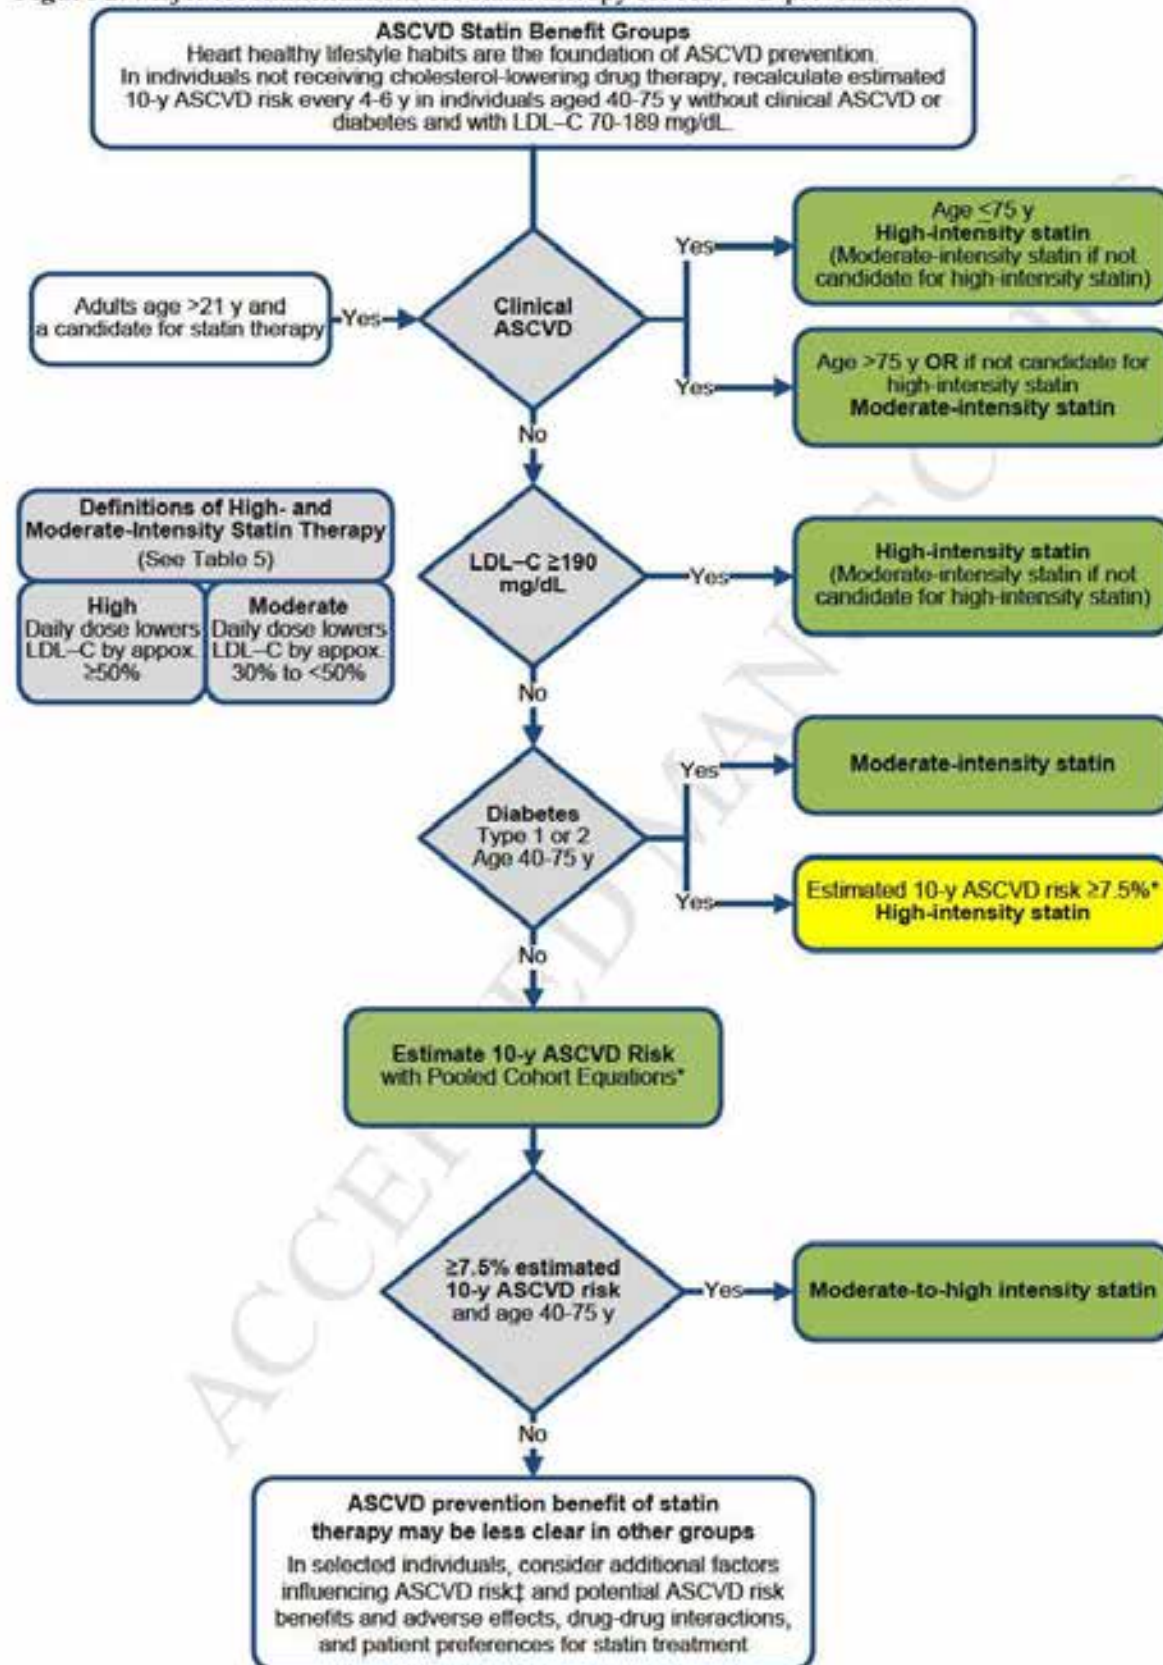 ASCVD Statin Benefit Groups
Heart healthy lifestyle habits are the foundation of ASCVD prevention.
In individuals not receiving cholesterol-lowering drug therapy, recalculate estimated
10-y ASCVD risk every 4-6 y in individuals aged 40-75 y without clinical ASCVD or
diabetes and with LDL–C 70-189 mg/dL.
Adults age >21 y and
a candidate for statin therapy
Yes
Clinical
ASCVD
Yes
Age ≤75 y
High-intensity statin
(Moderate-intensity statin if not
candidate for high-intensity statin)
Yes
Age >75 y OR if not candidate for
high-intensity statin
Moderate-intensity statin
No
Definitions of High- and
Moderate-Intensity Statin Therapy
(See Table 5)
High
Daily dose lowers
LDL–C by appox.
≥50%
Moderate
Daily dose lowers
LDL–C by appox.
30% to <50%
LDL–C ≥190
mg/dL
Yes
High-intensity statin
(Moderate-intensity statin if not
candidate for high-intensity statin)
No
Diabetes
Type 1 or 2
Age 40-75 y
Yes
Moderate-intensity statin
Yes
Estimated 10-y ASCVD risk ≥7.5%*
High-intensity statin
No
Estimate 10-y ASCVD Risk
with Pooled Cohort Equations*
≥7.5% estimated
10-y ASCVD risk
and age 40-75 y
Yes
Moderate-to-high intensity statin
No
ASCVD prevention benefit of statin
therapy may be less clear in other groups
In selected individuals, consider additional factors
influencing ASCVD risk‡ and potential ASCVD risk
benefits and adverse effects, drug-drug interactions,
and patient preferences for statin treatment